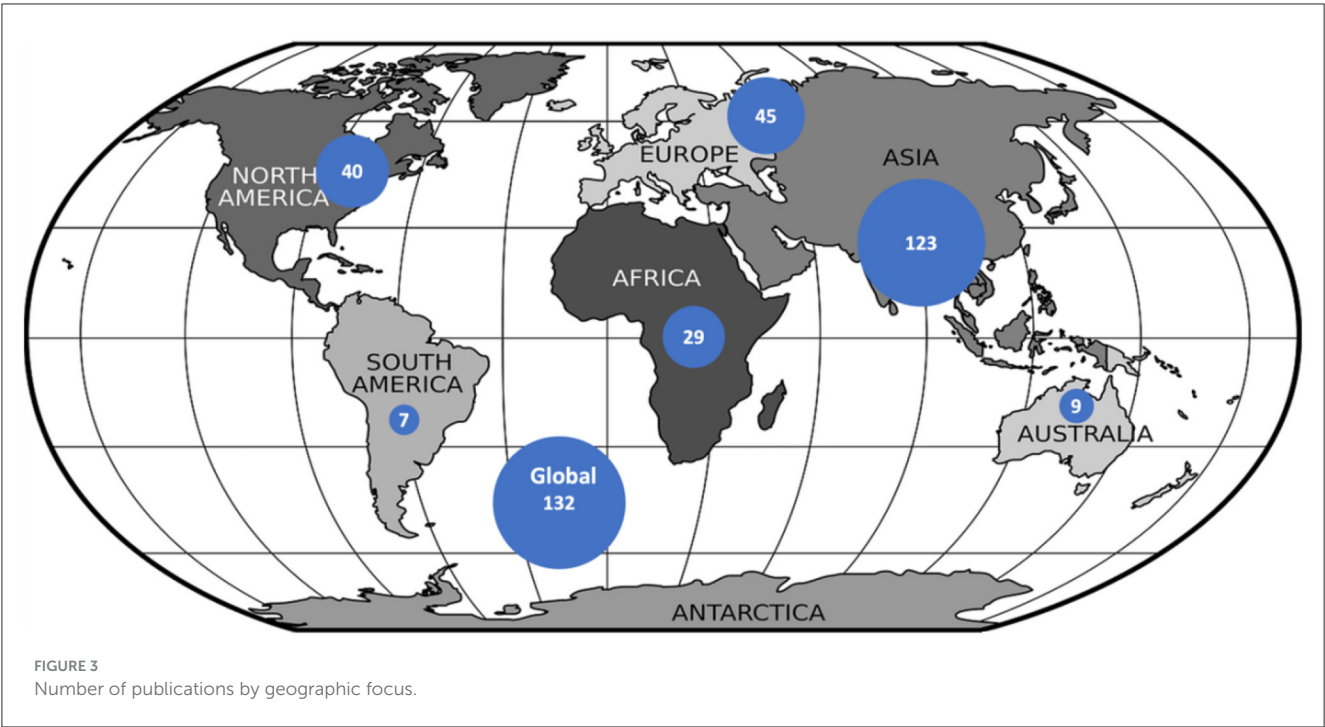 45
40
NORTH
AMERICA
EUROPE
ASIA
123
AFRICA
29
SOUTH
AMERICA
7
9
AUSTRALIA
Global
132
ANTARCTICA
FIGURE 3
Number of publications by geographic focus.